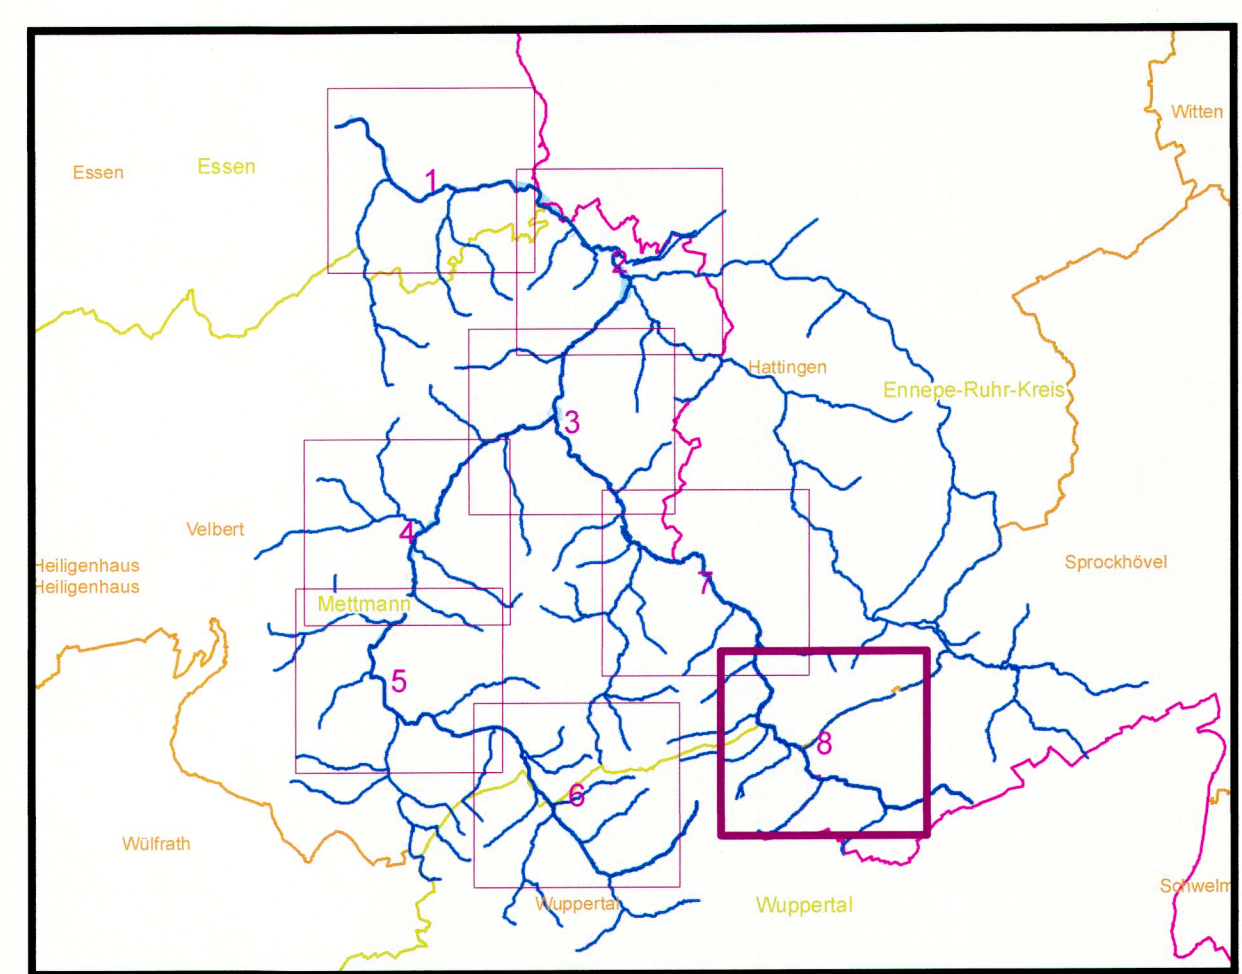 Witten
Essen
Essen
1
2
Hattingen
Ennepe-Ruhr-Kreis
3
Velbert
4
Heiligenhaus
Heiligenhaus
Sprockhövel
7
Mettmann
5
8
6
Wülfrath
Schwelm
Wuppertal
Wuppertal